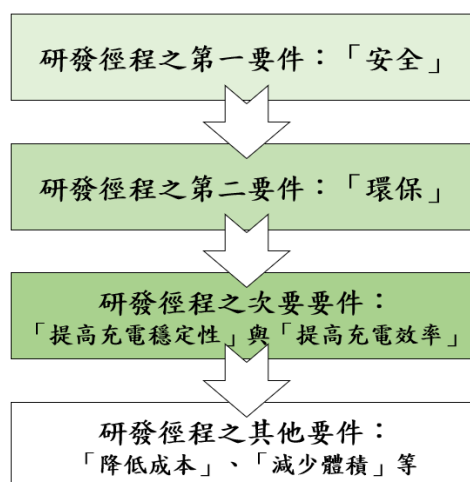 研發徑程之第一要件：「安全」
研發徑程之第二要件：「環保」
研發徑程之次要要件：
「提高充電穩定性」與「提高充電效率」
研發徑程之其他要件：
「降低成本」、「減少體積」等